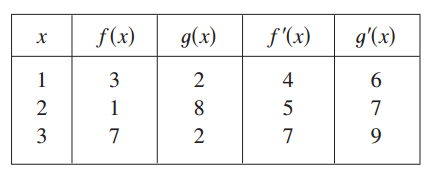 x f(x) g(x) f'(x) g'(x)
1 3 2 4 6
2 1 8 5 7
3 7 2 7 9